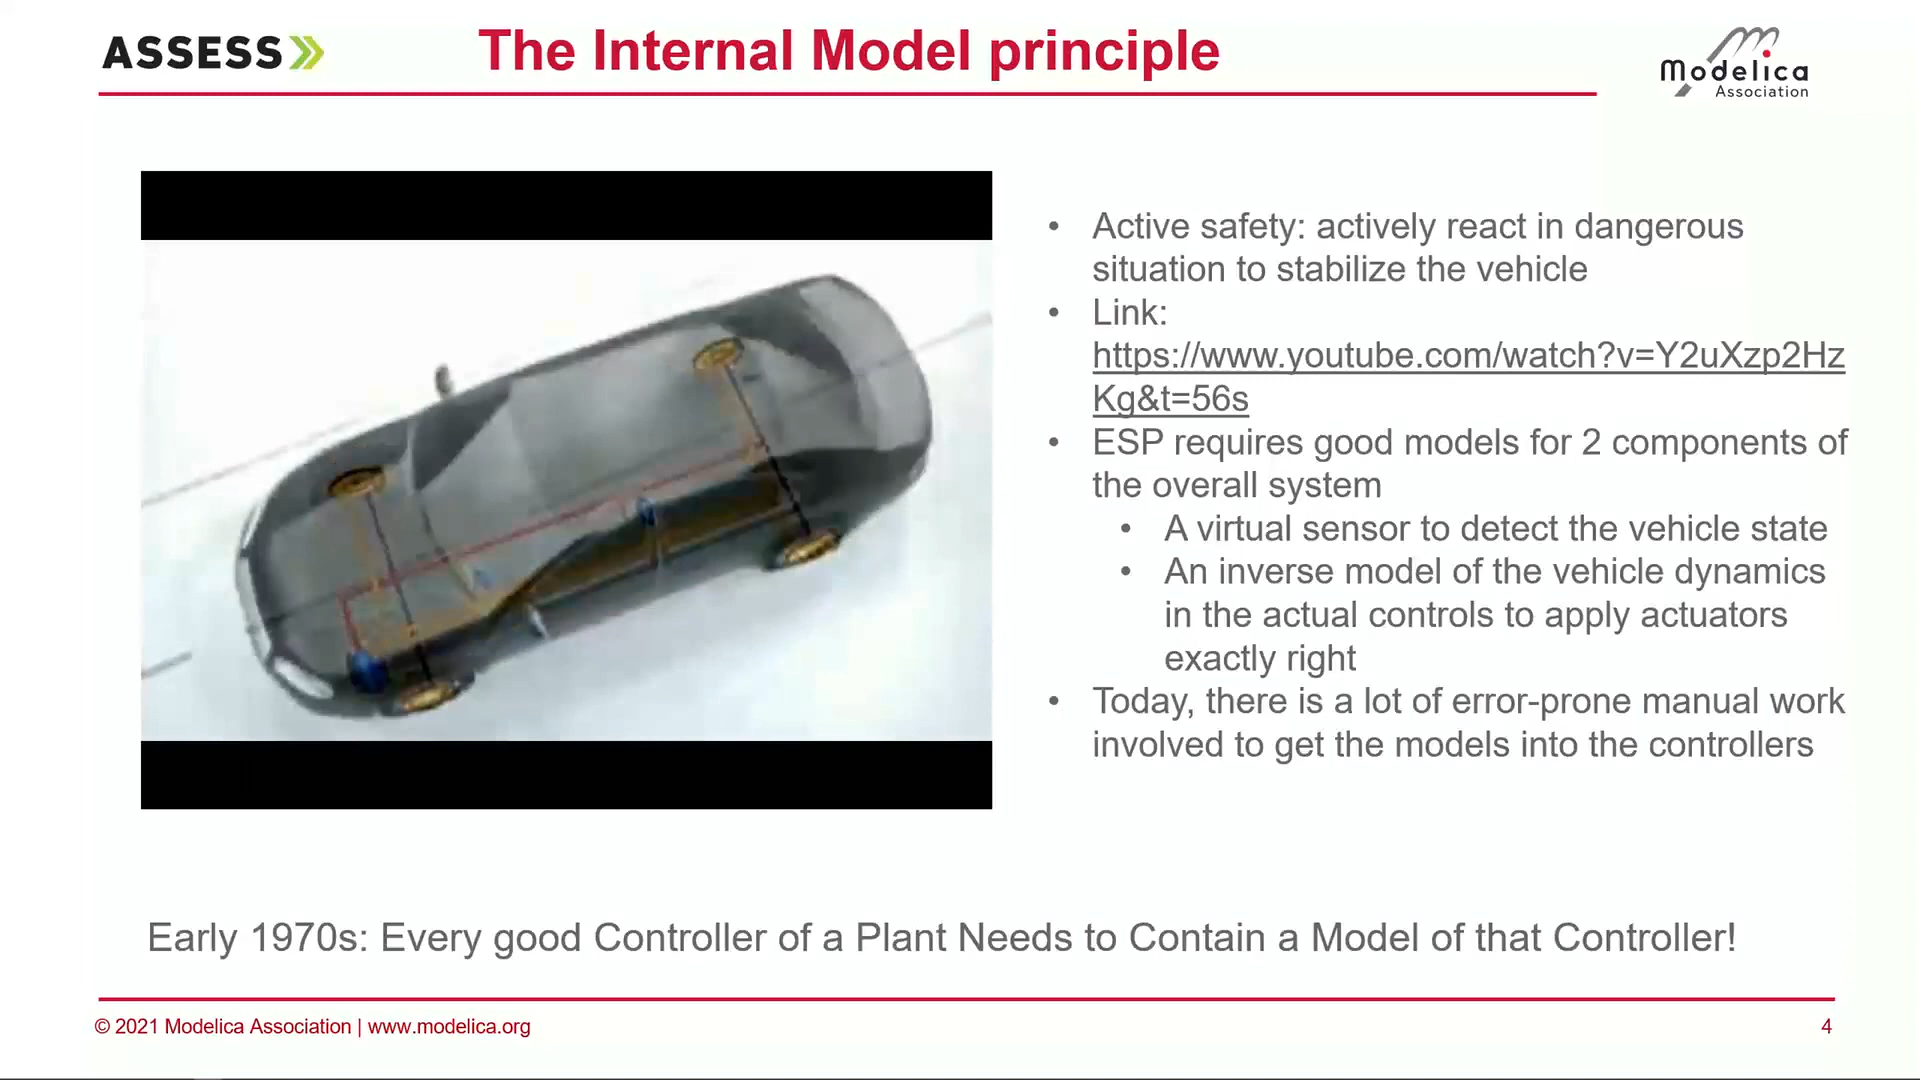 ASSESS
The Internal Model principle
Modelica
Association
• Active safety: actively react in dangerous
situation to stabilize the vehicle
• Link:
https://www.youtube.com/watch?v=Y2uXzp2Hz
Kg&t=56s
• ESP requires good models for 2 components of
the overall system
• A virtual sensor to detect the vehicle state
• An inverse model of the vehicle dynamics
in the actual controls to apply actuators
exactly right
• Today, there is a lot of error-prone manual work
involved to get the models into the controllers
Early 1970s: Every good Controller of a Plant Needs to Contain a Model of that Controller!
© 2021 Modelica Association | www.modelica.org
4